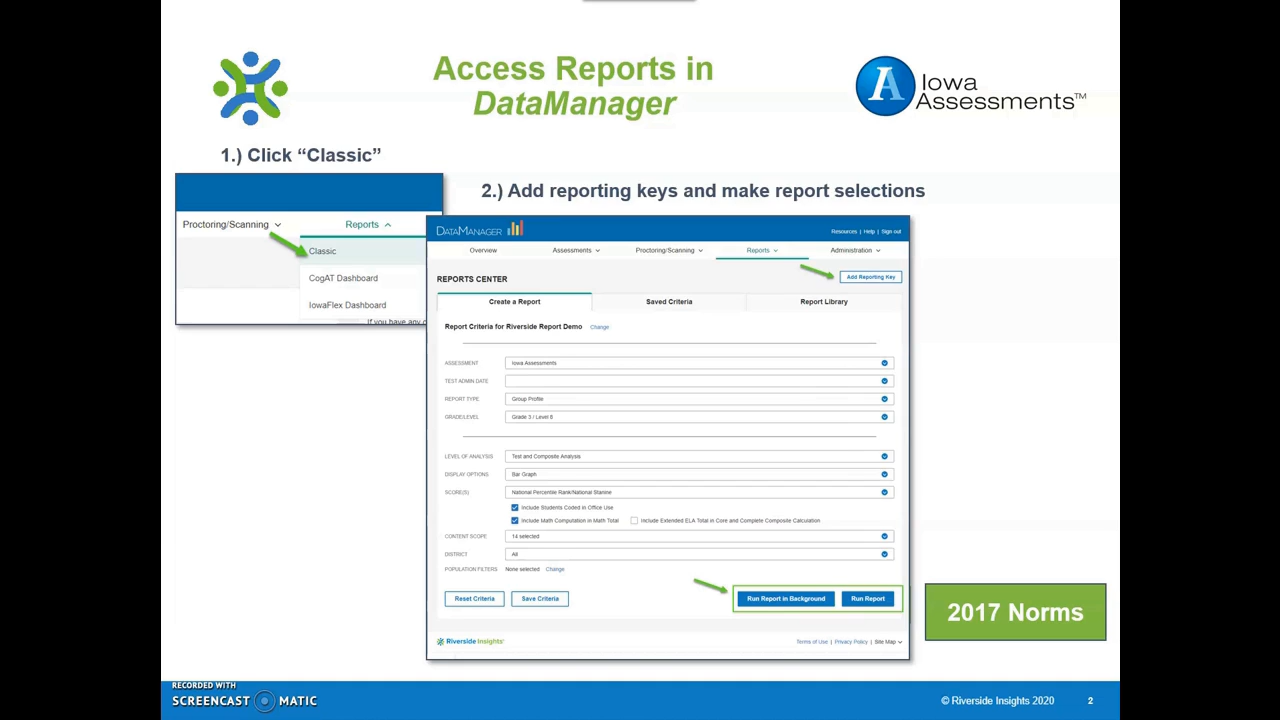 Access Reports in
DataManager
A
Iowa
Assessments™
1.) Click “Classic”
2.) Add reporting keys and make report selections
Proctoring/Scanning
Reports
Classic
CogAT Dashboard
IowaFlex Dashboard
If you have any
DATAMANAGER
Resources | Help | Sign out
Overview Assessments Proctoring/Scanning Reports Administration
REPORTS CENTER
Add Reporting Key
Create a Report Saved Criteria Report Library
Report Criteria for Riverside Report Demo Change
ASSESSMENT Iowa Assessments
TEST ADMIN DATE
REPORT TYPE Group Profile
GRADE/LEVEL Grade 3 / Level 8
LEVEL OF ANALYSIS Test and Composite Analysis
DISPLAY OPTIONS Bar Graph
SCORE(S) National Percentile Rank/National Stanine
Include Students Coded in Office Use
Include Math Computation in Math Total Include Extended ELA Total in Core and Complete Composite Calculation
CONTENT SCOPE 14 selected
DISTRICT All
POPULATION FILTERS None selected Change
Reset Criteria Save Criteria Run Report in Background Run Report
Riverside Insights
Terms of Use | Privacy Policy | Site Map
2017 Norms
RECORDED WITH
SCREENCAST MATIC
© Riverside Insights 2020 2